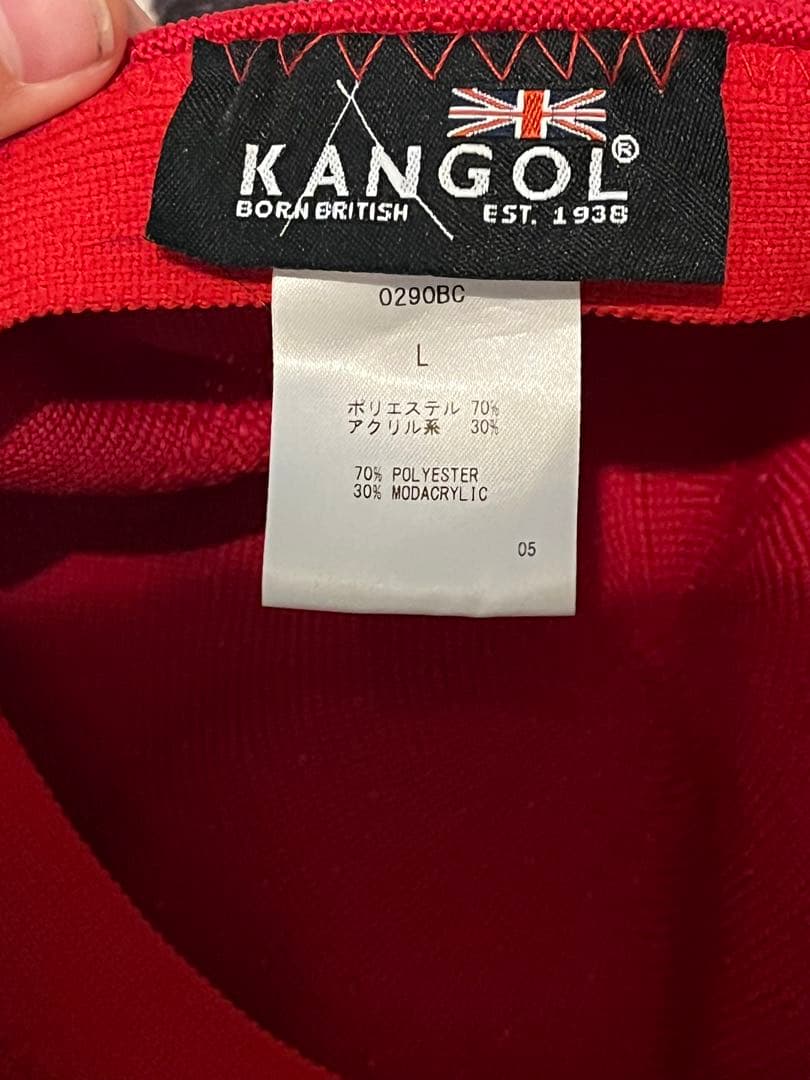 KANGOL®
BORN BRITISH EST. 1938
0290BC
L
ポリエステル 70%
アクリル系 30%
70% POLYESTER
30% MODACRYLIC
05